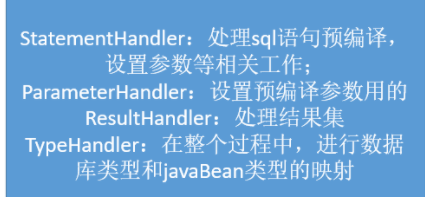 StatementHandler：处理sql语句预编译，
设置参数等相关工作；
ParameterHandler：设置预编译参数用的
ResultHandler：处理结果集
TypeHandler：在整个过程中，进行数据
库类型和javaBean类型的映射